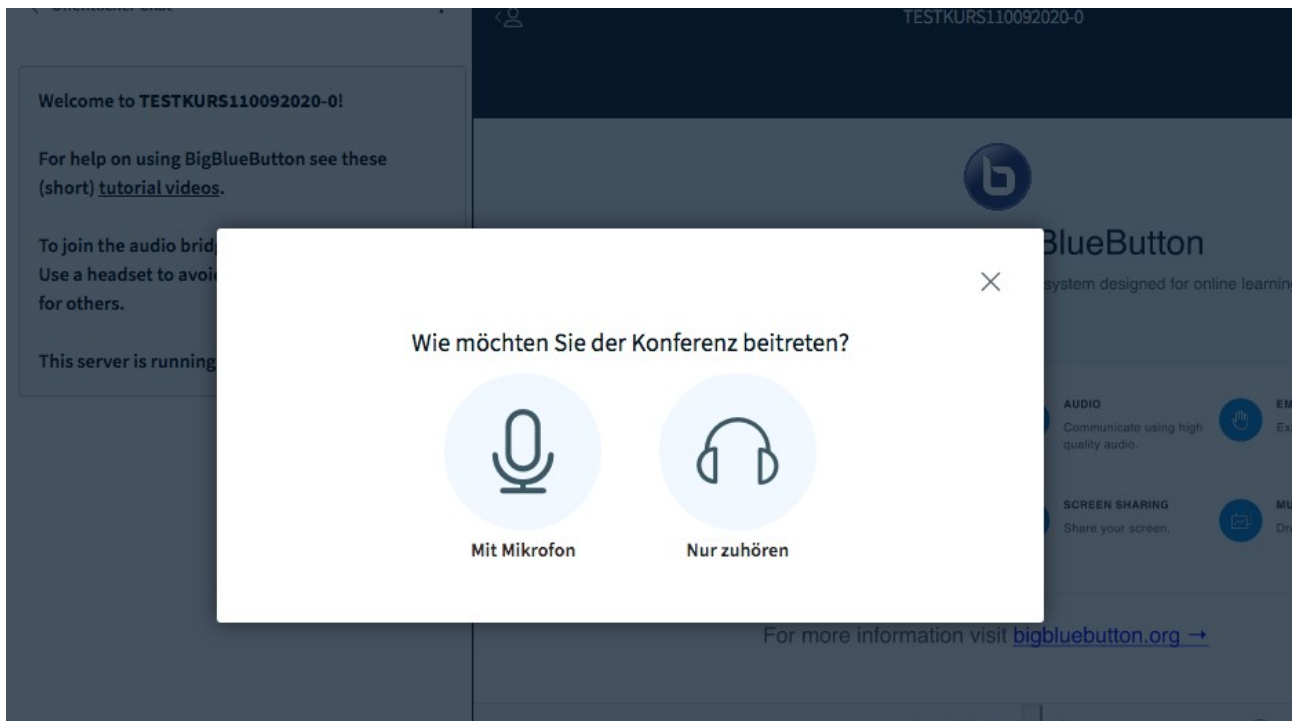 Öffentlicher Chat
TESTKURS110092020-0
Welcome to TESTKURS110092020-0!
For help on using BigBlueButton see these
(short) tutorial videos.
To join the audio
Use a headset to
for others.
This server is running
BlueButton
system designed for online learning
Wie möchten Sie der Konferenz beitreten?
Mit Mikrofon
Nur zuhören
AUDIO
Communicate using high
quality audio.
SCREEN SHARING
Share your screen.
For more information visit bigbluebutton.org →